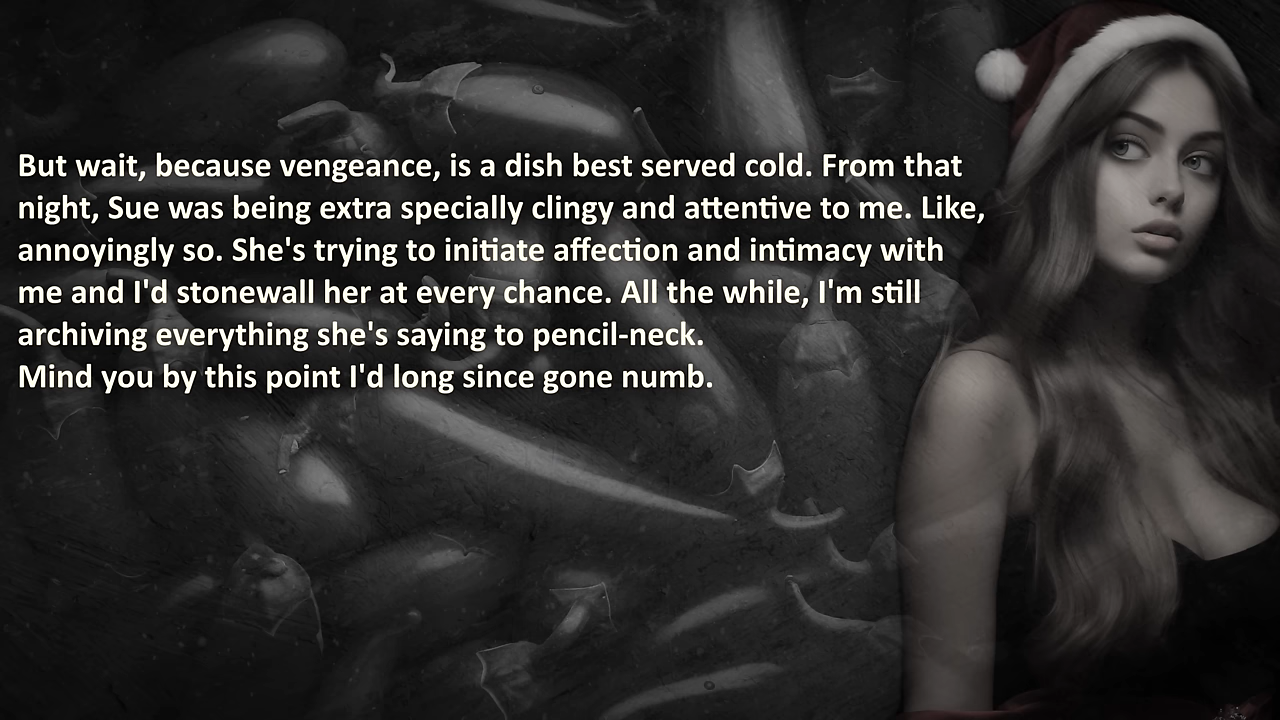 But wait, because vengeance, is a dish best served cold. From that
night, Sue was being extra specially clingy and attentive to me. Like,
annoyingly so. She's trying to initiate affection and intimacy with
me and I'd stonewall her at every chance. All the while, I'm still
archiving everything she's saying to pencil-neck.
Mind you by this point I'd long since gone numb.